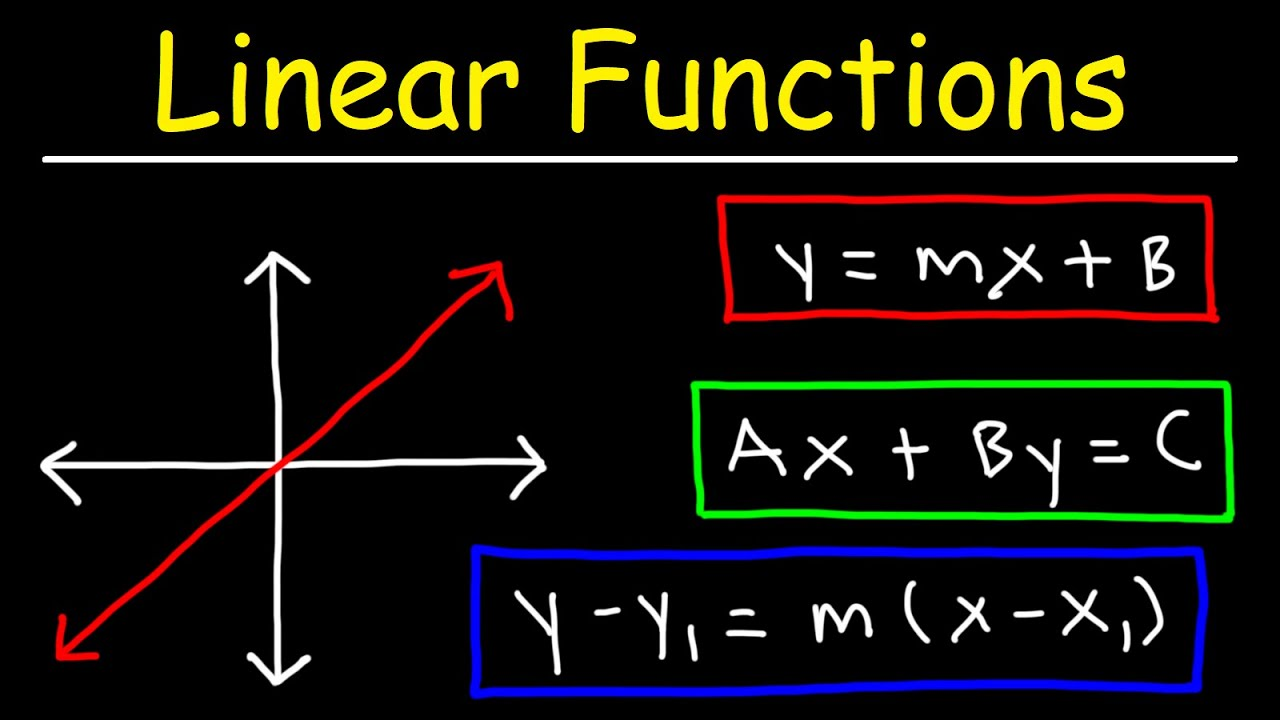 Linear Functions
y = mx + B
Ax + By = C
y - y₁ = m(x - x₁)